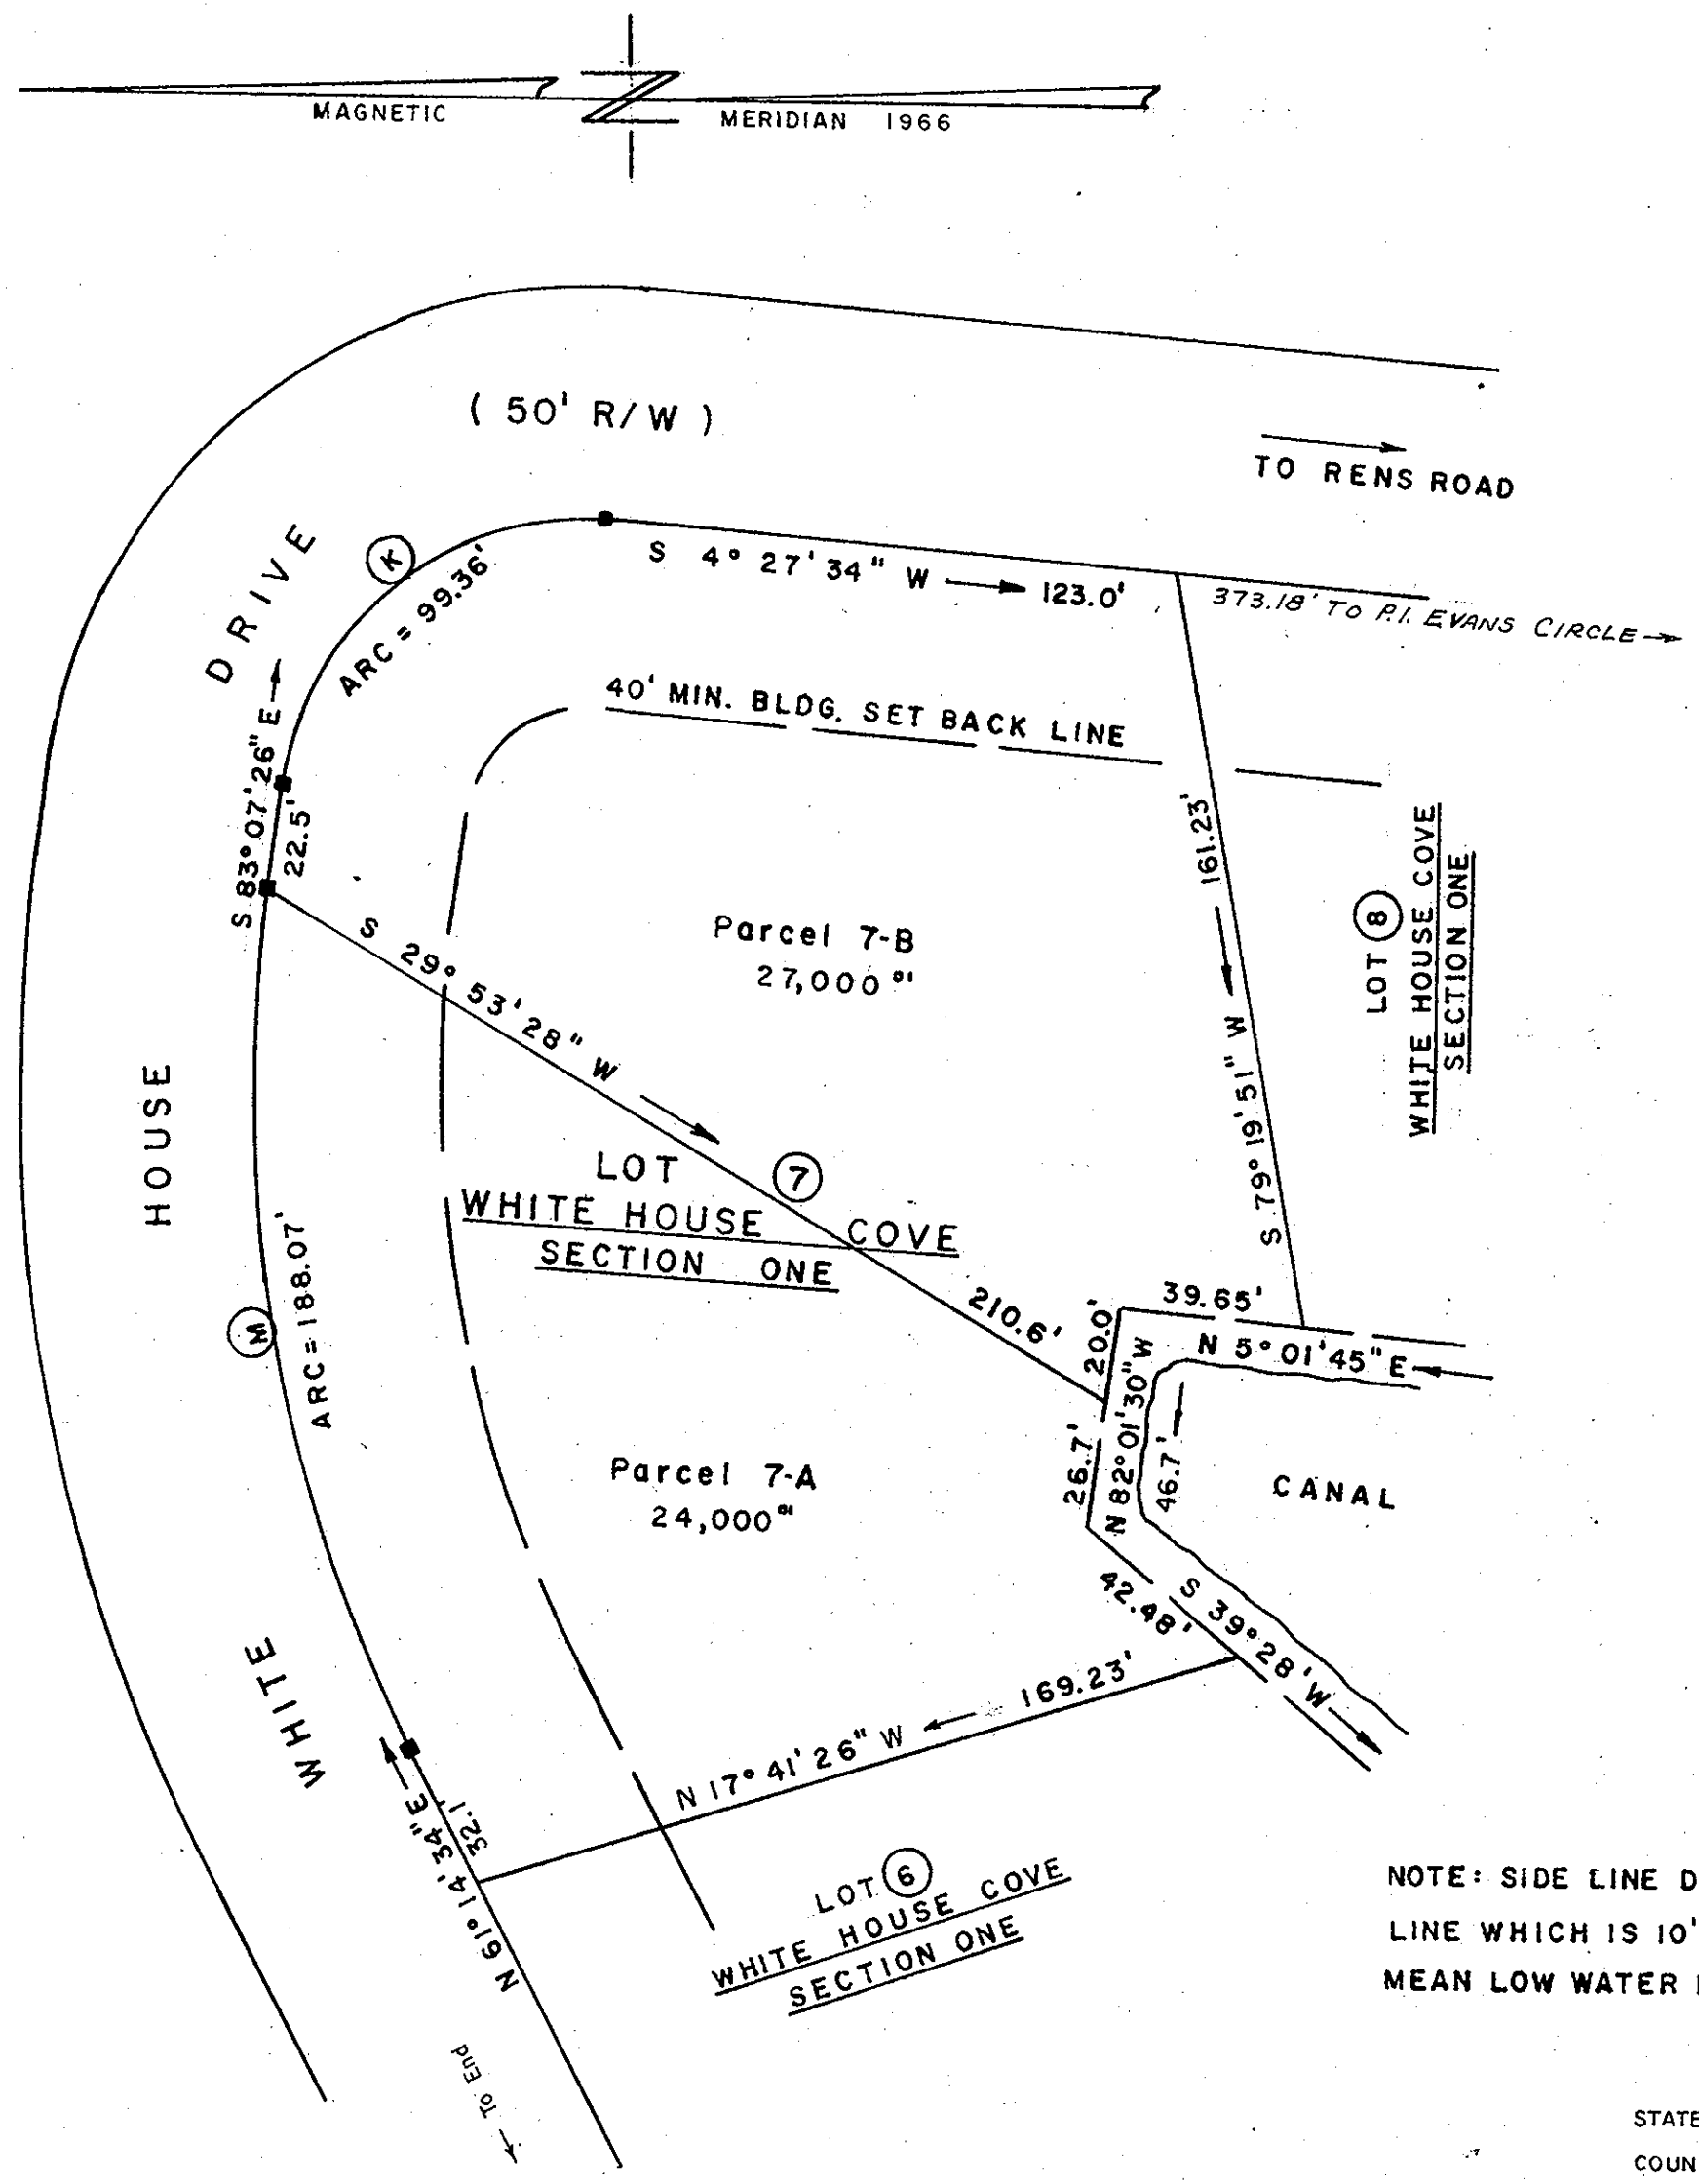 MAGNETIC MERIDIAN 1966
( 50' R/W )
TO RENS ROAD
S 4° 27' 34" W 123.0'
373.18' TO P.I. EVANS CIRCLE
K
ARC = 99.36'
DRIVE
40' MIN. BLDG. SET BACK LINE
S 83° 07' 26" E
22.5'
161.23'
S 79° 19' 51" W
LOT 8
WHITE HOUSE COVE
SECTION ONE
Parcel 7-B
27,000
S 29° 53' 28" W
210.6'
HOUSE
LOT 7
WHITE HOUSE COVE
SECTION ONE
39.65'
N 5° 01' 45" E
20.0'
N 82° 01' 30" W
26.7'
46.7'
CANAL
M
ARC = 188.07'
Parcel 7-A
24,000
42.48'
S 39° 28' W
169.23'
N 17° 41' 26" W
WHITE
N 61° 14' 34" E
32.1'
LOT 6
WHITE HOUSE COVE
SECTION ONE
To End
NOTE: SIDE LINE D
LINE WHICH IS 10'
MEAN LOW WATER
STATE
COUN